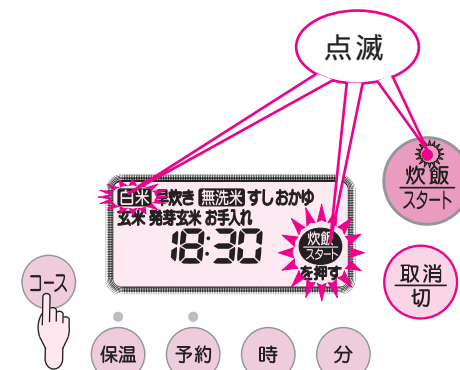 点滅
炊飯
スタート
白米 早炊き 無洗米 すし おかゆ
玄米 発芽玄米 お手入れ
18:30
炊飯
スタート
を押す
取消
切
コース
保温
予約
時
分